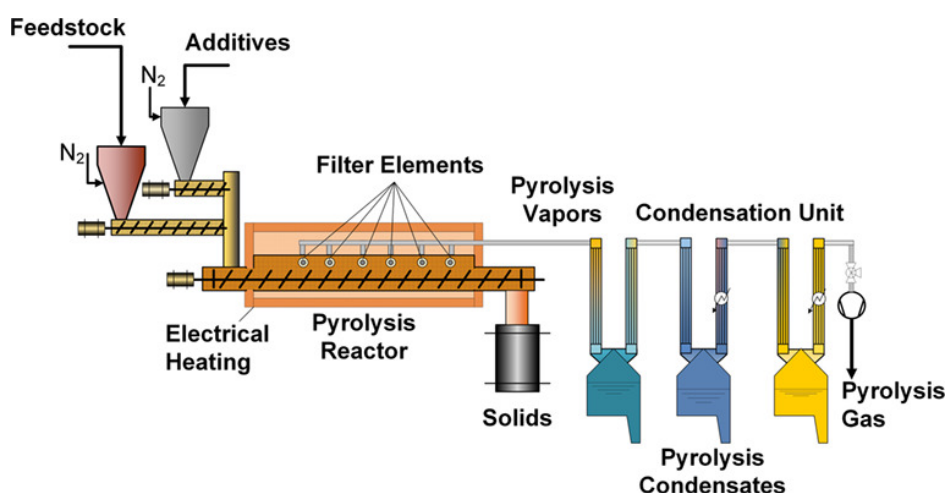 Feedstock
Additives
N2
N2
Filter Elements
Pyrolysis
Vapors
Condensation Unit
Electrical
Heating
Pyrolysis
Reactor
Solids
Pyrolysis
Gas
Pyrolysis
Condensates